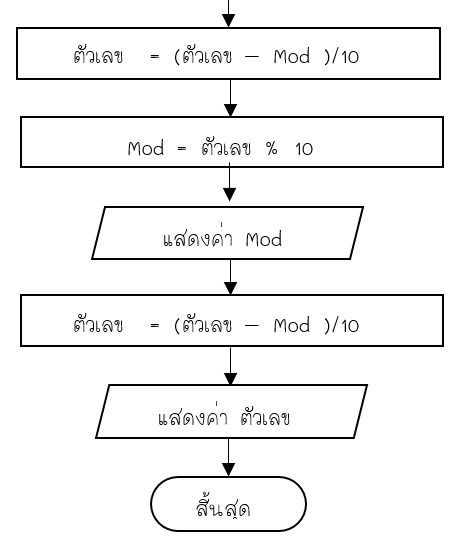 ตัวเลข = (ตัวเลข – Mod )/10
Mod = ตัวเลข % 10
แสดงค่า Mod
ตัวเลข = (ตัวเลข – Mod )/10
แสดงค่า ตัวเลข
สิ้นสุด